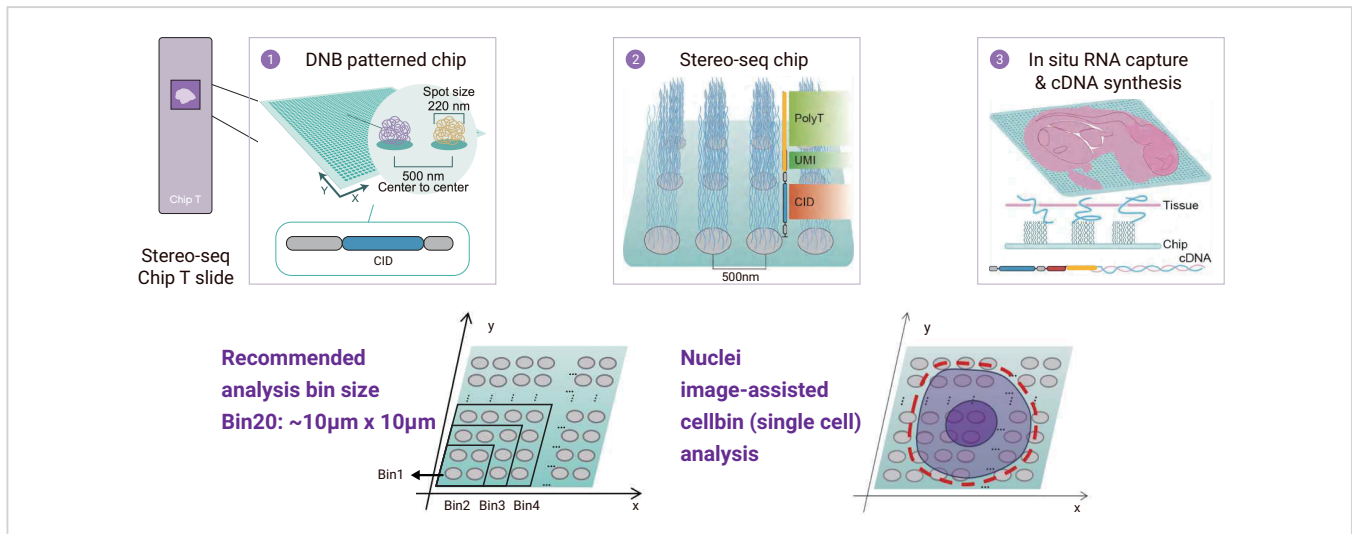 Chip T
Stereo-seq
Chip T slide
1
DNB patterned chip
Spot size
220 nm
500 nm
Center to center
Y
X
CID
2
Stereo-seq chip
PolyT
UMI
CID
500nm
3
In situ RNA capture
& cDNA synthesis
Tissue
Chip
cDNA
Recommended
analysis bin size
Bin20: ~10μm x 10μm
y
...
...
...
...
Bin1
Bin2
Bin3
Bin4
x
Nuclei
image-assisted
cellbin (single cell)
analysis
y
...
...
...
...
x